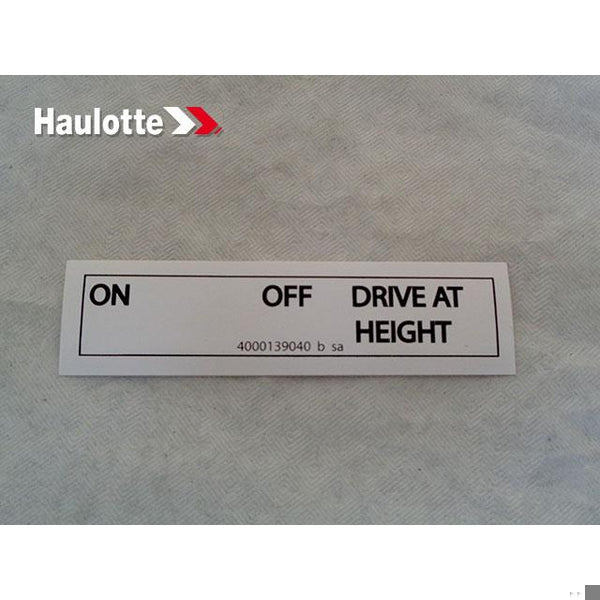 Haulotte
ON OFF DRIVE AT
HEIGHT
4000139040 b sa